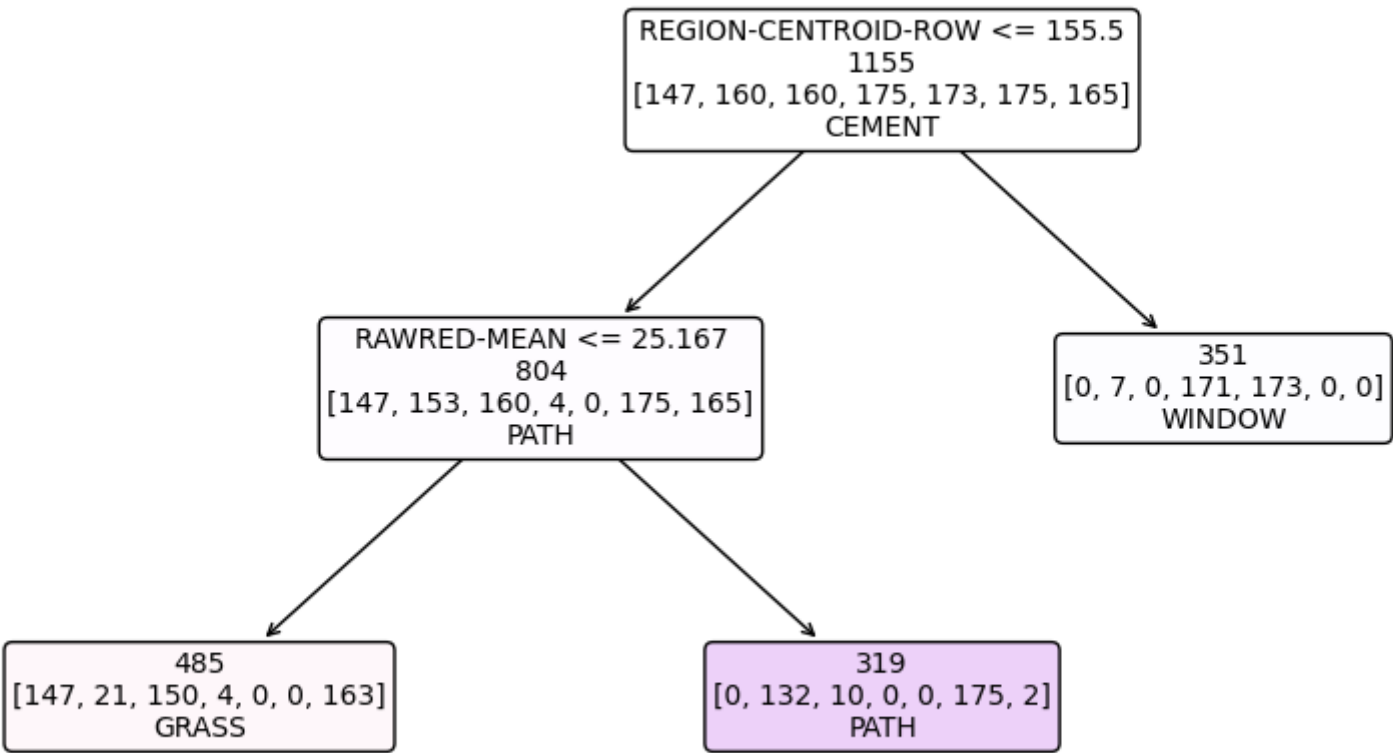 REGION-CENTROID-ROW <= 155.5
1155
[147, 160, 160, 175, 173, 175, 165]
CEMENT
RAWRED-MEAN <= 25.167
804
[147, 153, 160, 4, 0, 175, 165]
PATH
351
[0, 7, 0, 171, 173, 0, 0]
WINDOW
485
[147, 21, 150, 4, 0, 0, 163]
GRASS
319
[0, 132, 10, 0, 0, 175, 2]
PATH